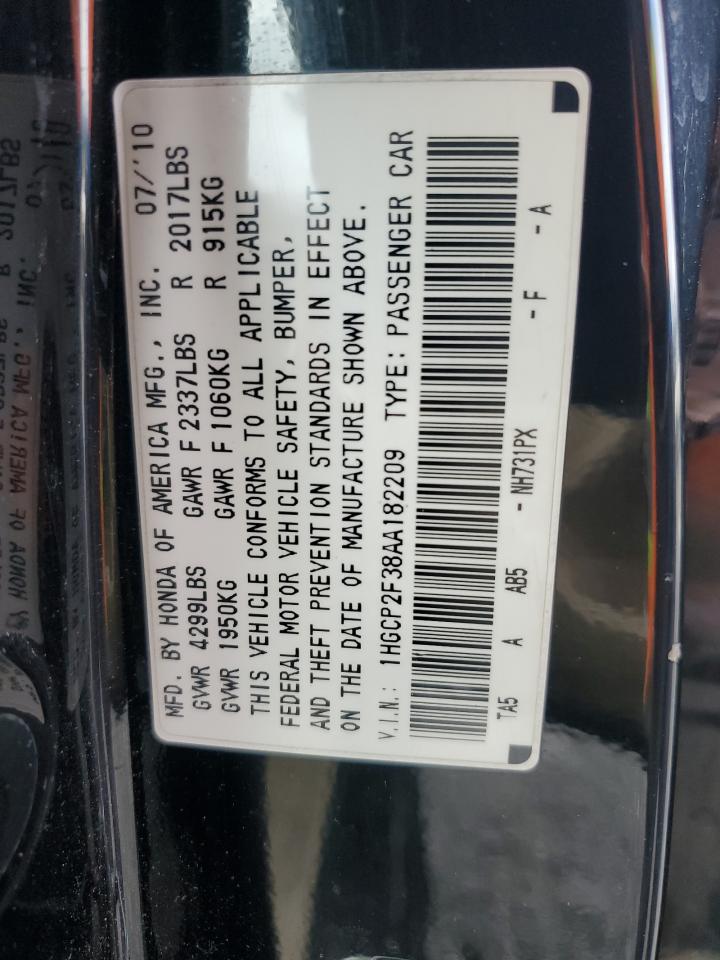 MFD. BY HONDA OF AMERICA MFG., INC. 07/'10
GVWR 4299LBS GAWR F 2337LBS R 2017LBS
GVWR 1950KG GAWR F 1060KG R 915KG
THIS VEHICLE CONFORMS TO ALL APPLICABLE
FEDERAL MOTOR VEHICLE SAFETY, BUMPER,
AND THEFT PREVENTION STANDARDS IN EFFECT
ON THE DATE OF MANUFACTURE SHOWN ABOVE.
V.I.N.: 1HGCP2F38AA182209 TYPE: PASSENGER CAR
TA5 A AB5 - NH731PX - F - A